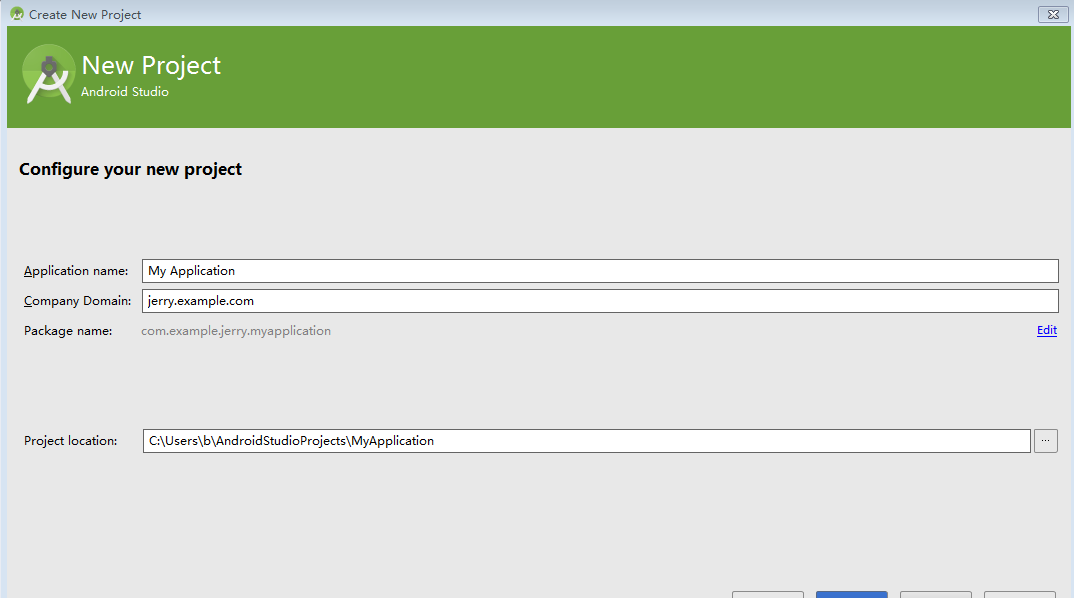 Create New Project
New Project
Android Studio
Configure your new project
Application name: My Application
Company Domain: jerry.example.com
Package name: com.example.jerry.myapplication Edit
Project location: C:\Users\b\AndroidStudioProjects\MyApplication ...